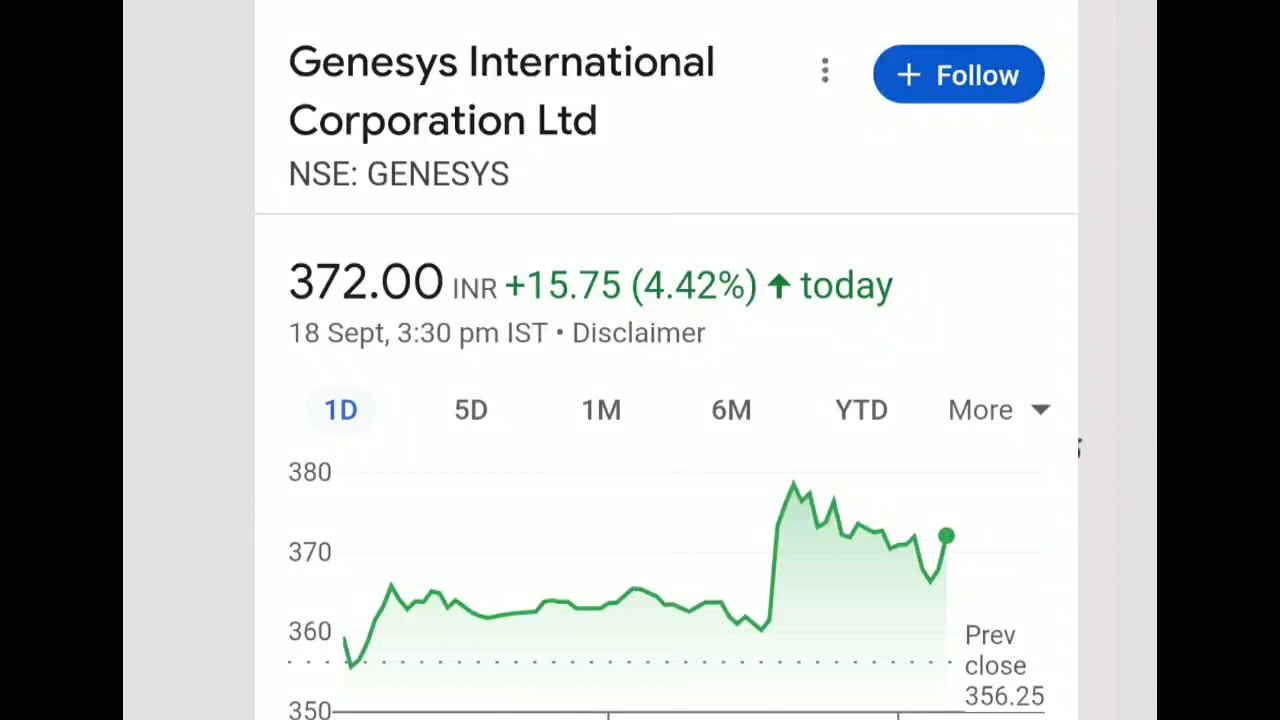 Genesys International
Corporation Ltd
+ Follow
NSE: GENESYS
372.00 INR +15.75 (4.42%) ↑ today
18 Sept, 3:30 pm IST • Disclaimer
1D 5D 1M 6M YTD More
380
370
360
Prev
close
356.25
350